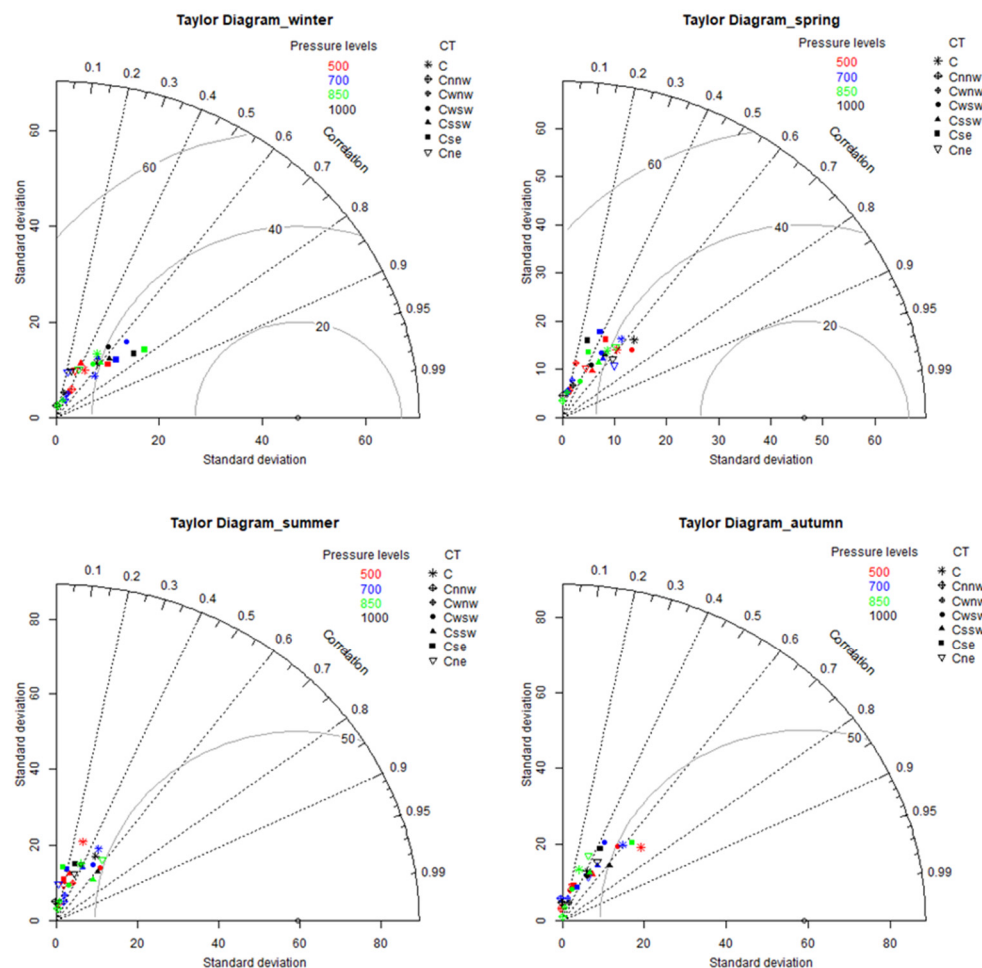 Taylor Diagram_winter
Pressure levels CT
500 C
700 Cnnw
850 Cwnw
1000 Cwsw
Cssw
Cse
Cne
0.1 0.2 0.3 0.4 0.5 0.6 0.7 0.8 0.9 0.95 0.99
Correlation
60 40 20
Standard deviation
0 20 40 60
0 20 40 60
Standard deviation
Taylor Diagram_spring
Pressure levels CT
500 C
700 Cnnw
850 Cwnw
1000 Cwsw
Cssw
Cse
Cne
0.1 0.2 0.3 0.4 0.5 0.6 0.7 0.8 0.9 0.95 0.99
Correlation
60 40 20
Standard deviation
0 10 20 30 40 50 60
0 10 20 30 40 50 60
Standard deviation
Taylor Diagram_summer
Pressure levels CT
500 C
700 Cnnw
850 Cwnw
1000 Cwsw
Cssw
Cse
Cne
0.1 0.2 0.3 0.4 0.5 0.6 0.7 0.8 0.9 0.95 0.99
Correlation
50
Standard deviation
0 20 40 60 80
0 20 40 60 80
Standard deviation
Taylor Diagram_autumn
Pressure levels CT
500 C
700 Cnnw
850 Cwnw
1000 Cwsw
Cssw
Cse
Cne
0.1 0.2 0.3 0.4 0.5 0.6 0.7 0.8 0.9 0.95 0.99
Correlation
50
Standard deviation
0 20 40 60 80
0 20 40 60 80
Standard deviation